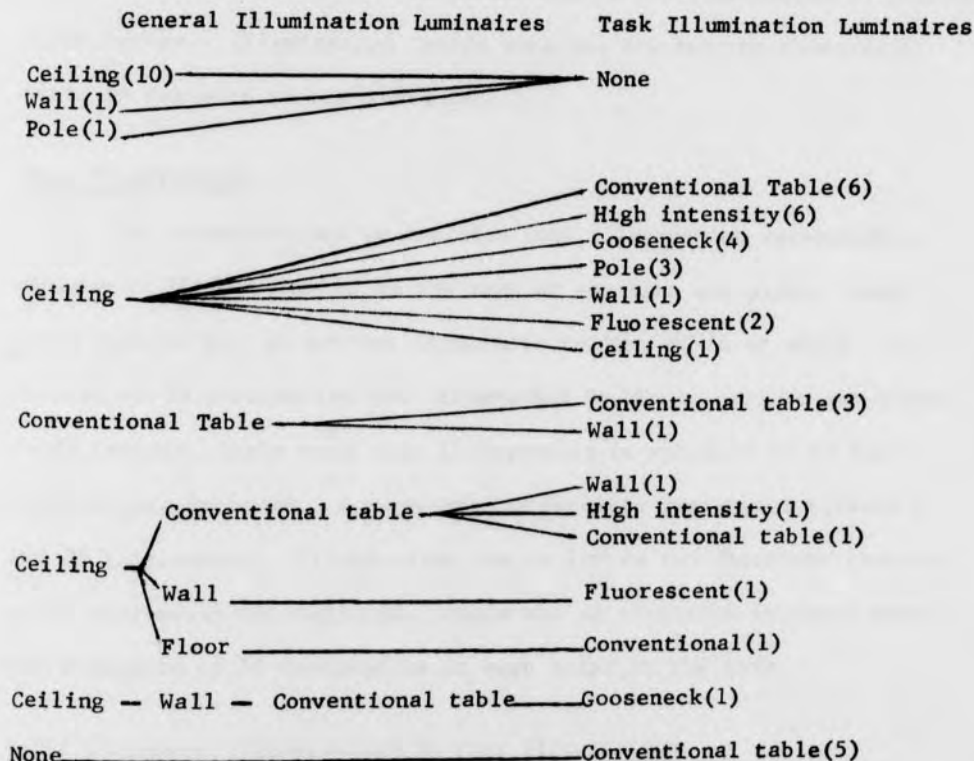 General Illumination Luminaires Task Illumination Luminaires
Ceiling(10) None
Wall(1)
Pole(1)
Conventional Table(6)
High intensity(6)
Gooseneck(4)
Pole(3)
Ceiling Wall(1)
Fluorescent(2)
Ceiling(1)
Conventional table(3)
Conventional Table Wall(1)
Wall(1)
Conventional table High intensity(1)
Conventional table(1)
Ceiling
Wall Fluorescent(1)
Floor Conventional(1)
Ceiling - Wall - Conventional table Gooseneck(1)
None Conventional table(5)